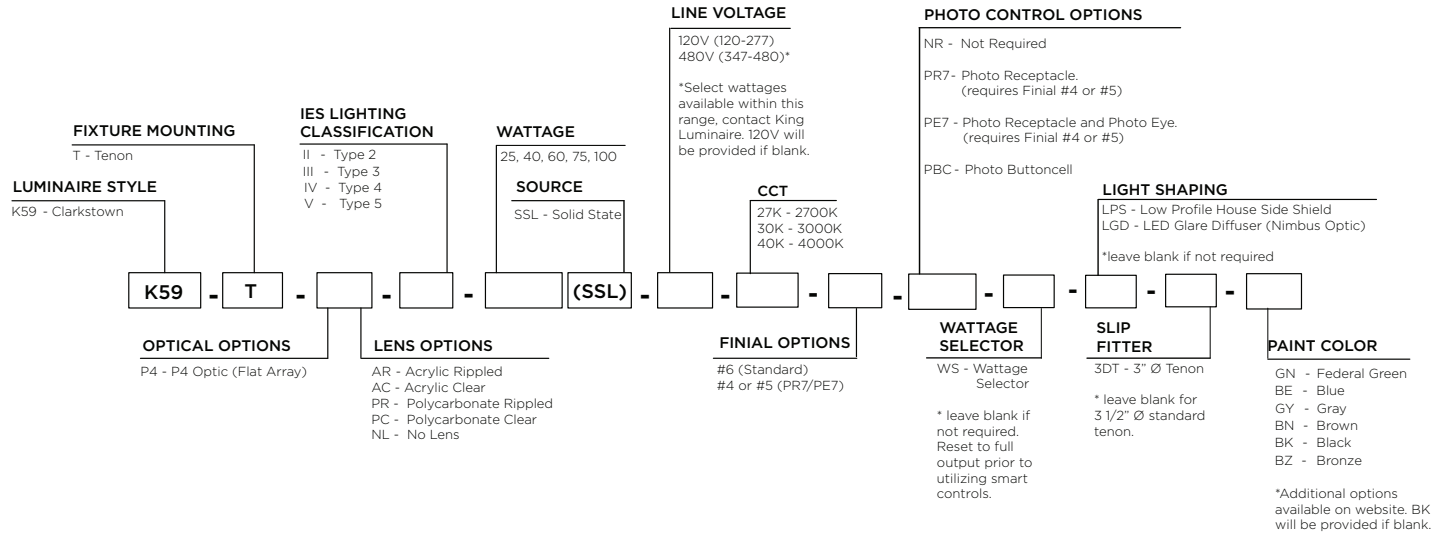 LUMINAIRE STYLE
K59 - Clarkstown
FIXTURE MOUNTING
T - Tenon
IES LIGHTING
CLASSIFICATION
II - Type 2
III - Type 3
IV - Type 4
V - Type 5
WATTAGE
25, 40, 60, 75, 100
SOURCE
SSL - Solid State
LINE VOLTAGE
120V (120-277)
480V (347-480)*
*Select wattages
available within this
range, contact King
Luminaire. 120V will
be provided if blank.
CCT
27K - 2700K
30K - 3000K
40K - 4000K
PHOTO CONTROL OPTIONS
NR - Not Required
PR7- Photo Receptacle.
(requires Finial #4 or #5)
PE7 - Photo Receptacle and Photo Eye.
(requires Finial #4 or #5)
PBC - Photo Buttoncell
LIGHT SHAPING
LPS - Low Profile House Side Shield
LGD - LED Glare Diffuser (Nimbus Optic)
*leave blank if not required
K59 - T - - - (SSL) - - - - - - - -
OPTICAL OPTIONS
P4 - P4 Optic (Flat Array)
LENS OPTIONS
AR - Acrylic Rippled
AC - Acrylic Clear
PR - Polycarbonate Rippled
PC - Polycarbonate Clear
NL - No Lens
FINIAL OPTIONS
#6 (Standard)
#4 or #5 (PR7/PE7)
WATTAGE
SELECTOR
WS - Wattage
Selector
* leave blank if
not required.
Reset to full
output prior to
utilizing smart
controls.
SLIP
FITTER
3DT - 3" Ø Tenon
* leave blank for
3 1/2" Ø standard
tenon.
PAINT COLOR
GN - Federal Green
BE - Blue
GY - Gray
BN - Brown
BK - Black
BZ - Bronze
*Additional options
available on website. BK
will be provided if blank.